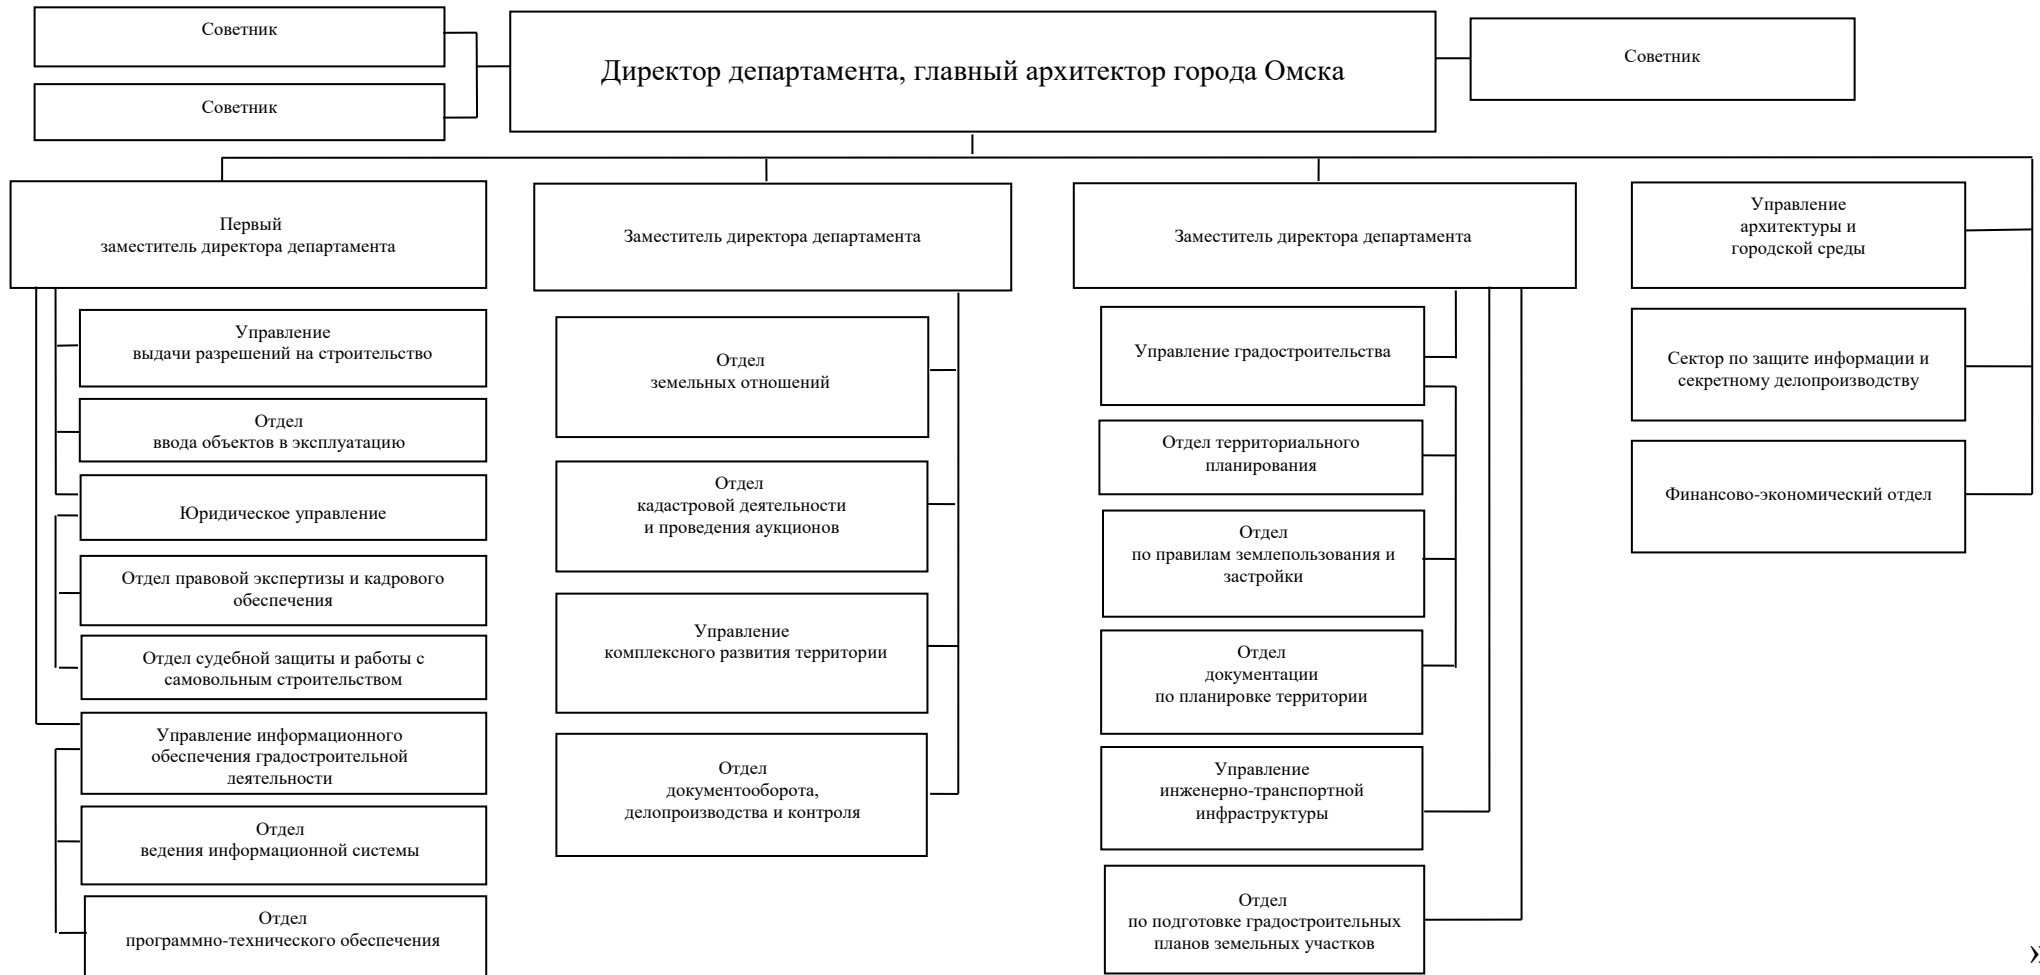 Советник
Советник
Директор департамента, главный архитектор города Омска
Советник
Первый
заместитель директора департамента
Управление
выдачи разрешений на строительство
Отдел
ввода объектов в эксплуатацию
Юридическое управление
Отдел правовой экспертизы и кадрового
обеспечения
Отдел судебной защиты и работы с
самовольным строительством
Управление информационного
обеспечения градостроительной
деятельности
Отдел
ведения информационной системы
Отдел
программно-технического обеспечения
Заместитель директора департамента
Отдел
земельных отношений
Отдел
кадастровой деятельности
и проведения аукционов
Управление
комплексного развития территории
Отдел
документооборота,
делопроизводства и контроля
Заместитель директора департамента
Управление градостроительства
Отдел территориального
планирования
Отдел
по правилам землепользования и
застройки
Отдел
документации
по планировке территории
Управление
инженерно-транспортной
инфраструктуры
Отдел
по подготовке градостроительных
планов земельных участков
Управление
архитектуры и
городской среды
Сектор по защите информации и
секретному делопроизводству
Финансово-экономический отдел
»